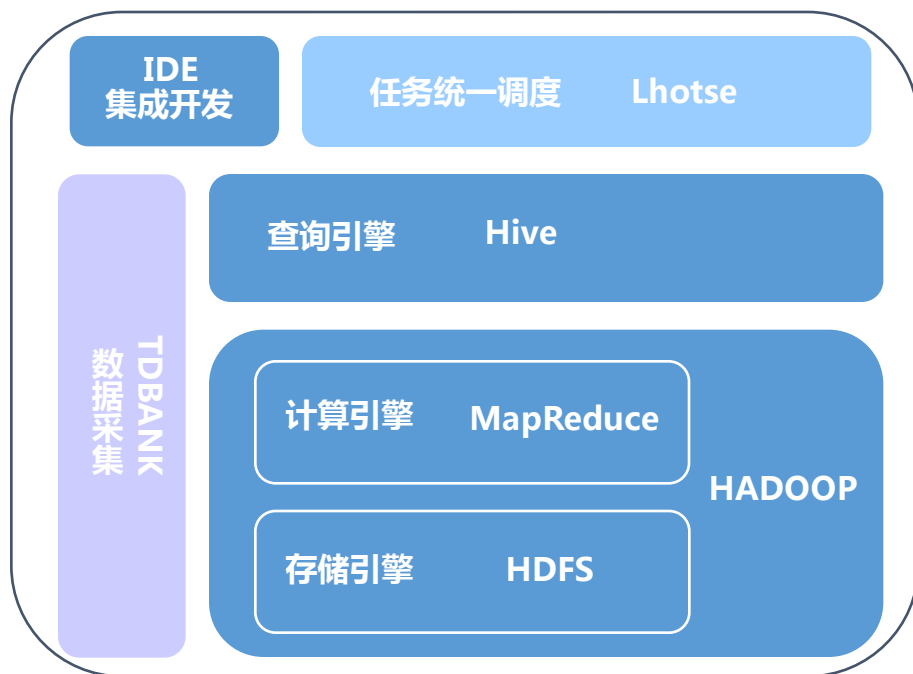 IDE
集成开发
任务统一调度 Lhotse
查询引擎 Hive
TDBANK
数据采集
计算引擎 MapReduce
HADOOP
存储引擎 HDFS